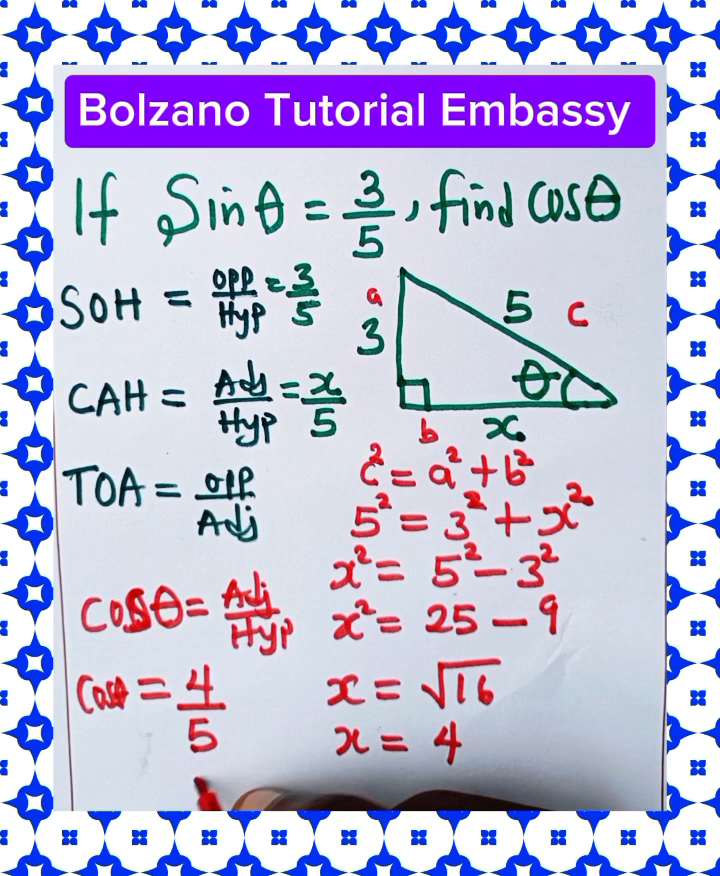 Bolzano Tutorial Embassy
If Sinθ = 3/5, find cosθ
SOH = opp/Hyp = 3/5
CAH = Adj/Hyp = x/5
TOA = opp/Adj
Cosθ = Adj/Hyp
Cosθ = 4/5
a
3
5 c
θ
b x
c² = a² + b²
5² = 3² + x²
x² = 5² - 3²
x² = 25 - 9
x = √16
x = 4